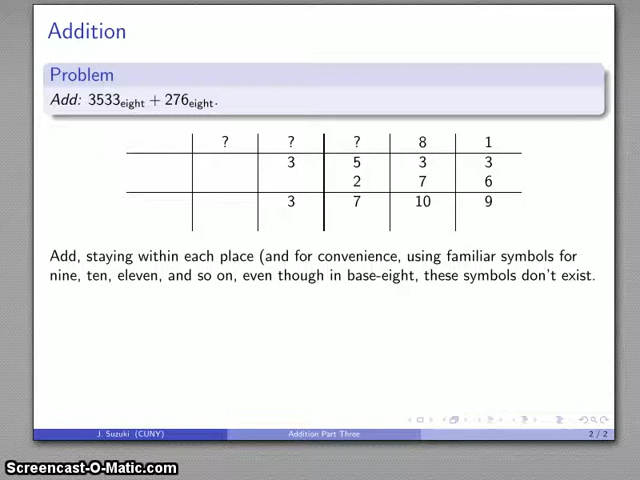 Addition
Problem
Add: 3533eight + 276eight.
? ? ? 8 1
3 5 3 3
2 7 6
3 7 10 9
Add, staying within each place (and for convenience, using familiar symbols for
nine, ten, eleven, and so on, even though in base-eight, these symbols don't exist.
J. Suzuki (CUNY) Addition Part Three 2 / 2
Screencast-O-Matic.com